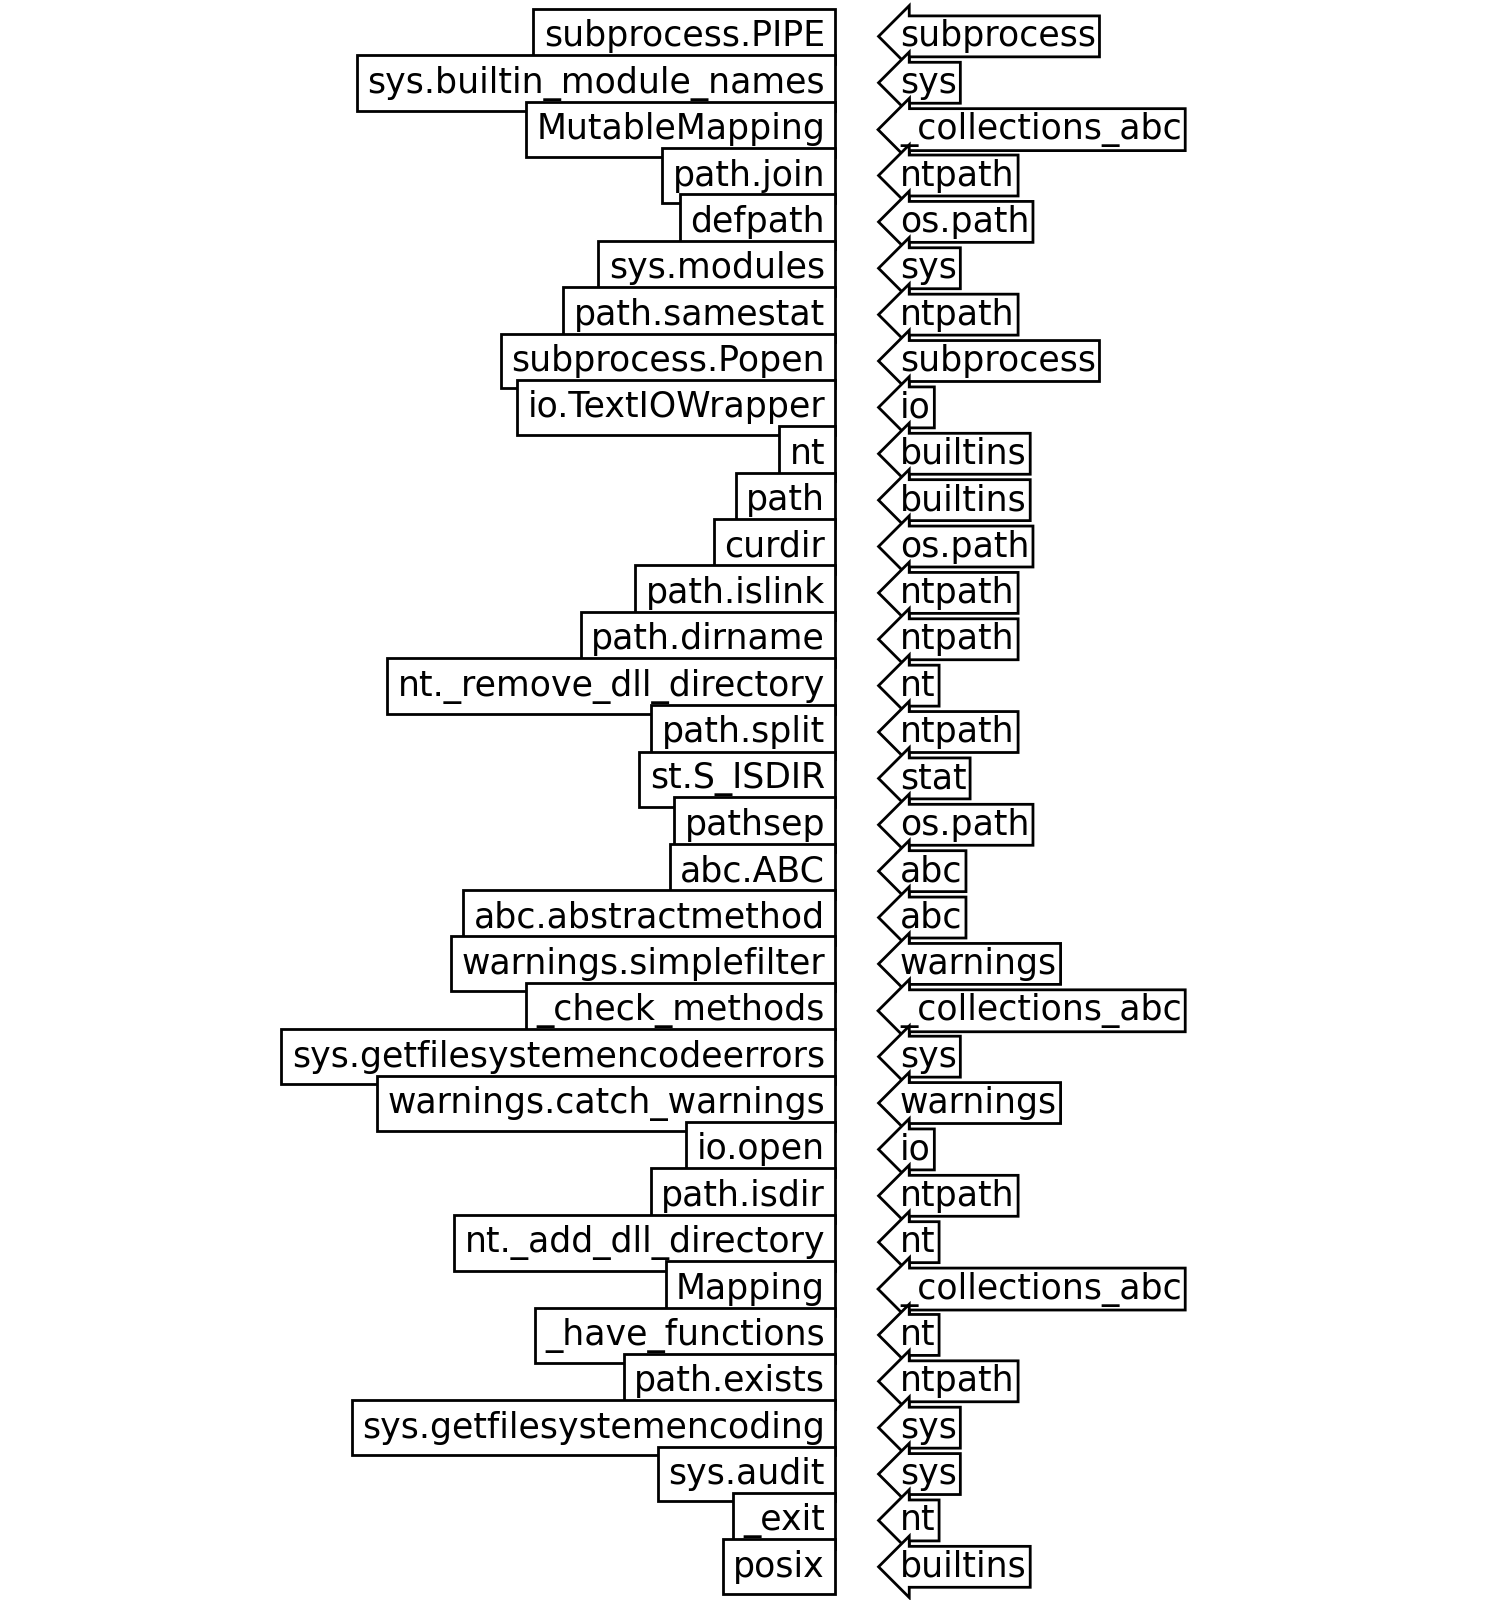 subprocess.PIPE subprocess
sys.builtin_module_names sys
MutableMapping _collections_abc
path.join ntpath
defpath os.path
sys.modules sys
path.samestat ntpath
subprocess.Popen subprocess
io.TextIOWrapper io
nt builtins
path builtins
curdir os.path
path.islink ntpath
path.dirname ntpath
nt._remove_dll_directory nt
path.split ntpath
st.S_ISDIR stat
pathsep os.path
abc.ABC abc
abc.abstractmethod abc
warnings.simplefilter warnings
_check_methods _collections_abc
sys.getfilesystemencodeerrors sys
warnings.catch_warnings warnings
io.open io
path.isdir ntpath
nt._add_dll_directory nt
Mapping _collections_abc
_have_functions nt
path.exists ntpath
sys.getfilesystemencoding sys
sys.audit sys
_exit nt
posix builtins